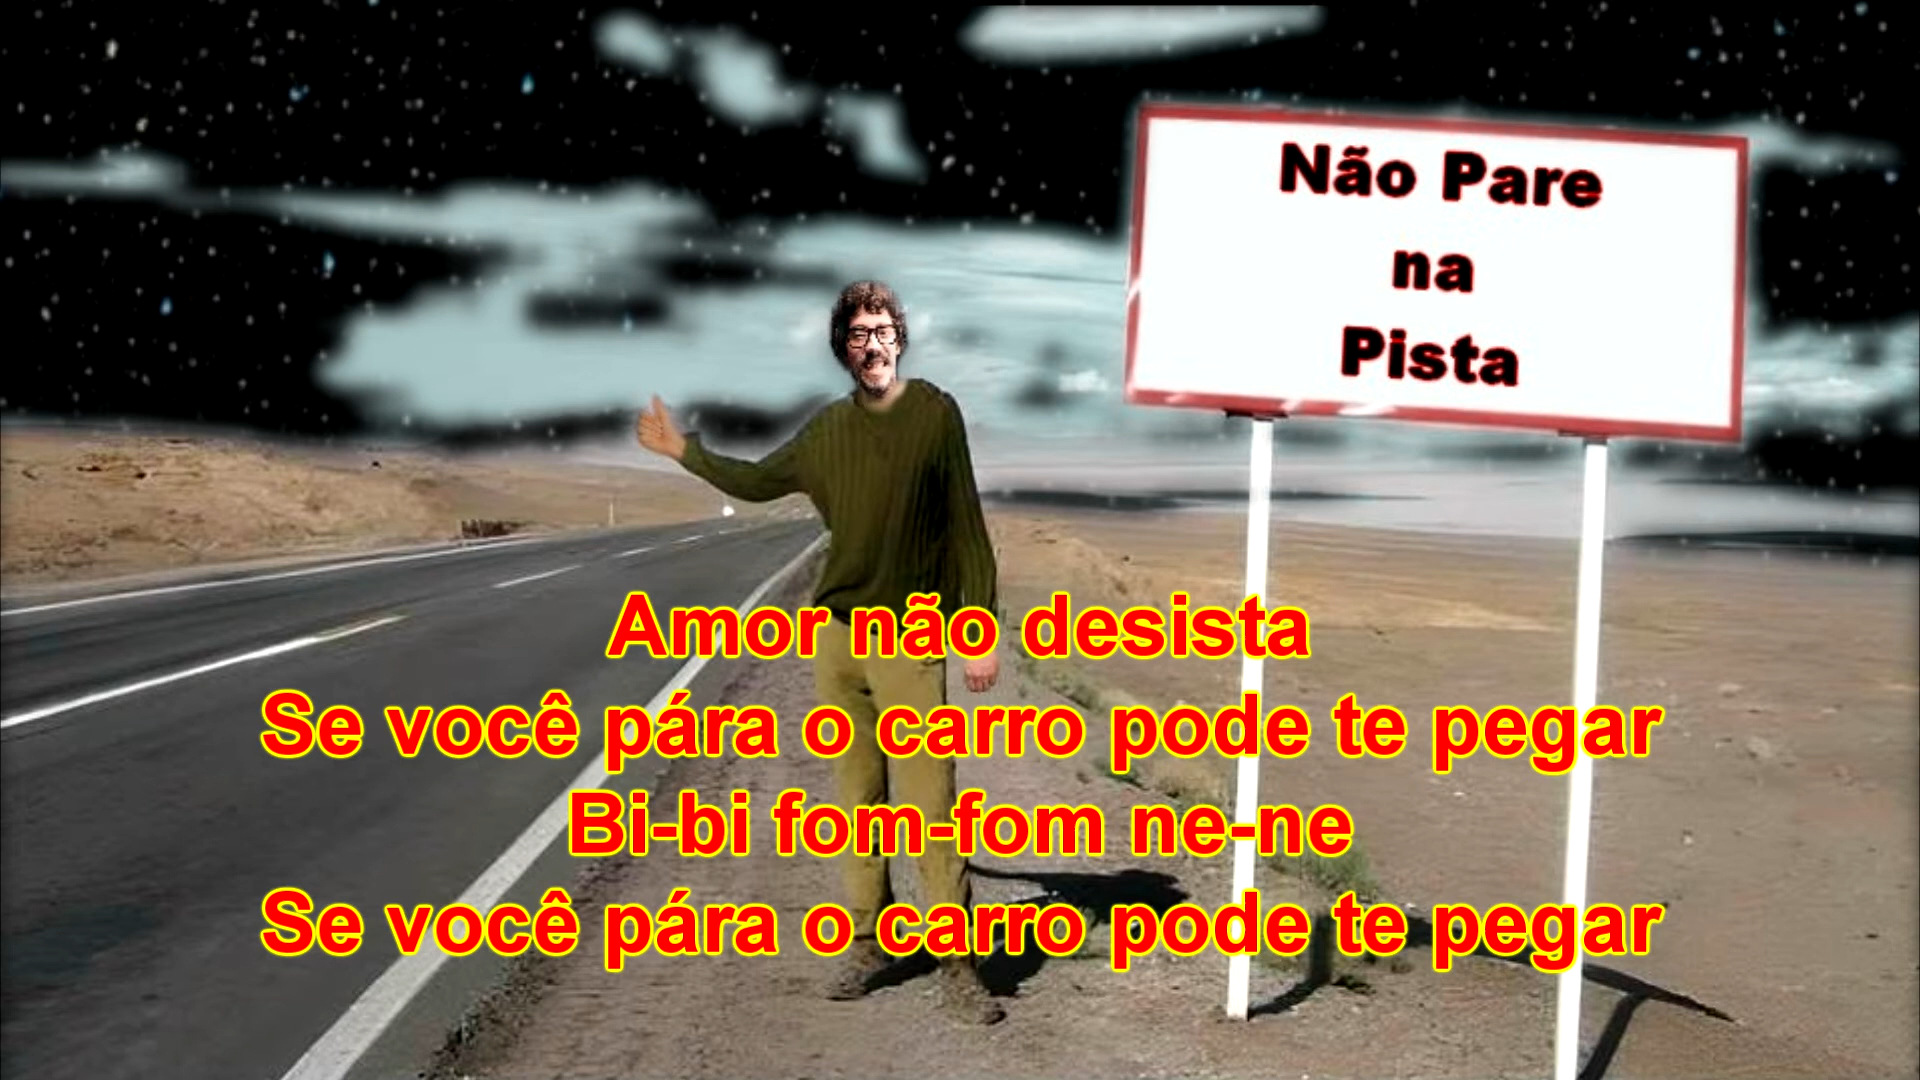 Não Pare
na
Pista
Amor não desista
Se você pára o carro pode te pegar
Bi-bi fom-fom ne-ne
Se você pára o carro pode te pegar